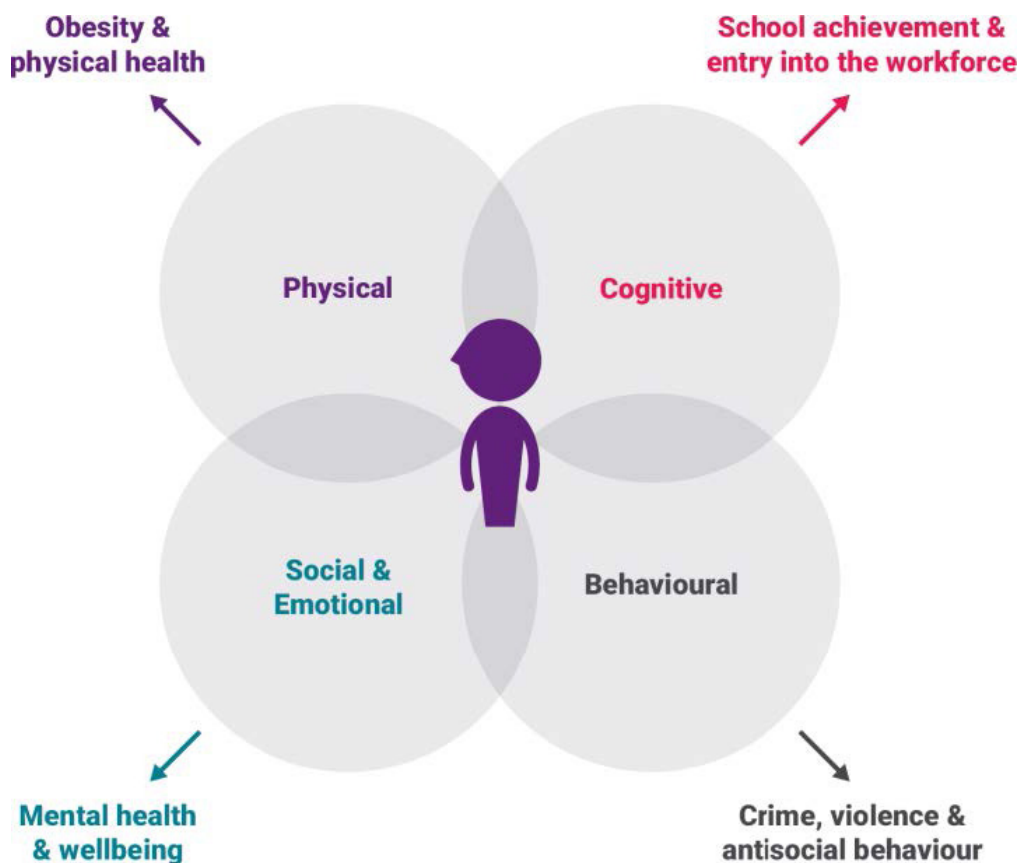 Obesity &
physical health
School achievement &
entry into the workforce
Physical
Cognitive
Social &
Emotional
Behavioural
Mental health
& wellbeing
Crime, violence &
antisocial behaviour